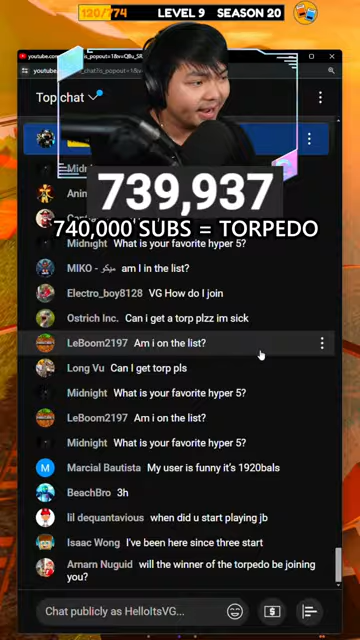 120/774 LEVEL 9 SEASON 20
youtube.com
Top chat
Midni
739,937
740,000 SUBS = TORPEDO
Midnight What is your favorite hyper 5?
MIKO - ميكو am I in the list?
Electro_boy8128 VG How do I join
Ostrich Inc. Can i get a torp plzz im sick
LeBoom2197 Am i on the list?
Long Vu Can I get torp pls
Midnight What is your favorite hyper 5?
LeBoom2197 Am i on the list?
Midnight What is your favorite hyper 5?
Marcial Bautista My user is funny it's 1920bals
BeachBro 3h
lil dequantavious when did u start playing jb
Isaac Wong I've been here since three start
Arnarn Nuguid will the winner of the torpedo be joining
you?
Chat publicly as HelloItsVG...